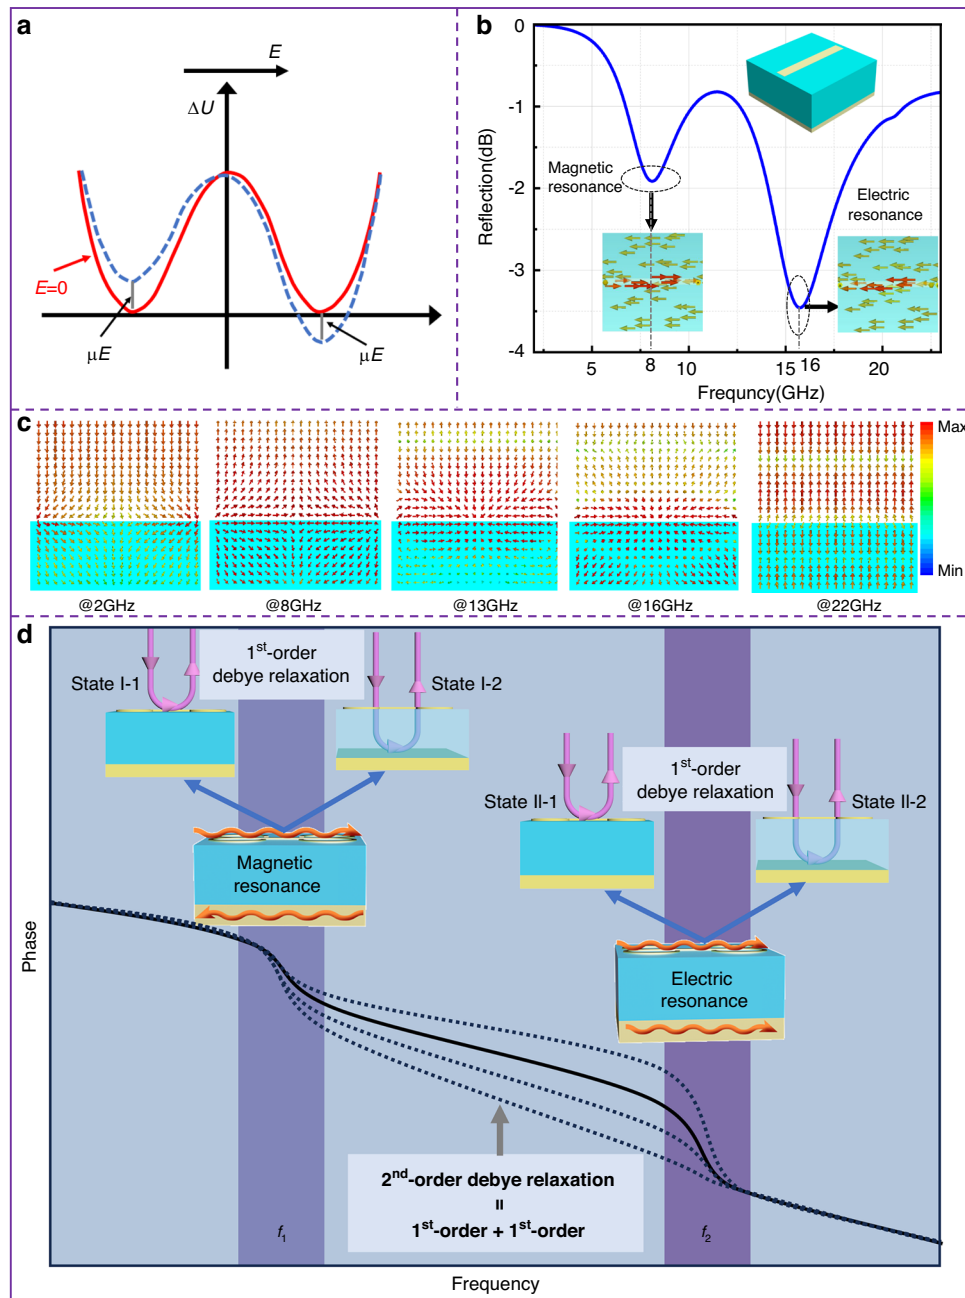 a
E
ΔU
E=0
μE
μE
b
0
-1
-2
-3
-4
Reflection(dB)
Magnetic
resonance
Electric
resonance
5
8
10
15
16
20
Frequncy(GHz)
c
Max
Min
@2GHz
@8GHz
@13GHz
@16GHz
@22GHz
d
1st-order
debye relaxation
State I-1
State I-2
1st-order
debye relaxation
State II-1
State II-2
Magnetic
resonance
Electric
resonance
Phase
2nd-order debye relaxation
=
1st-order + 1st-order
f1
f2
Frequency